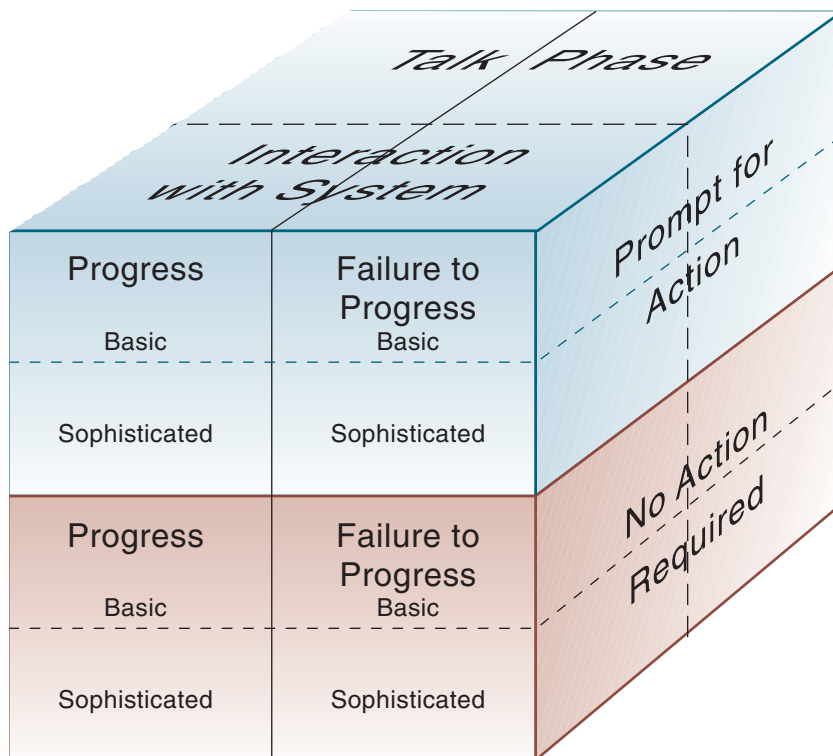 Talk Phase
Interaction
with System
Prompt for
Action
Progress
Failure to
Progress
Basic
Basic
Sophisticated
Sophisticated
No Action
Required
Progress
Failure to
Progress
Basic
Basic
Sophisticated
Sophisticated